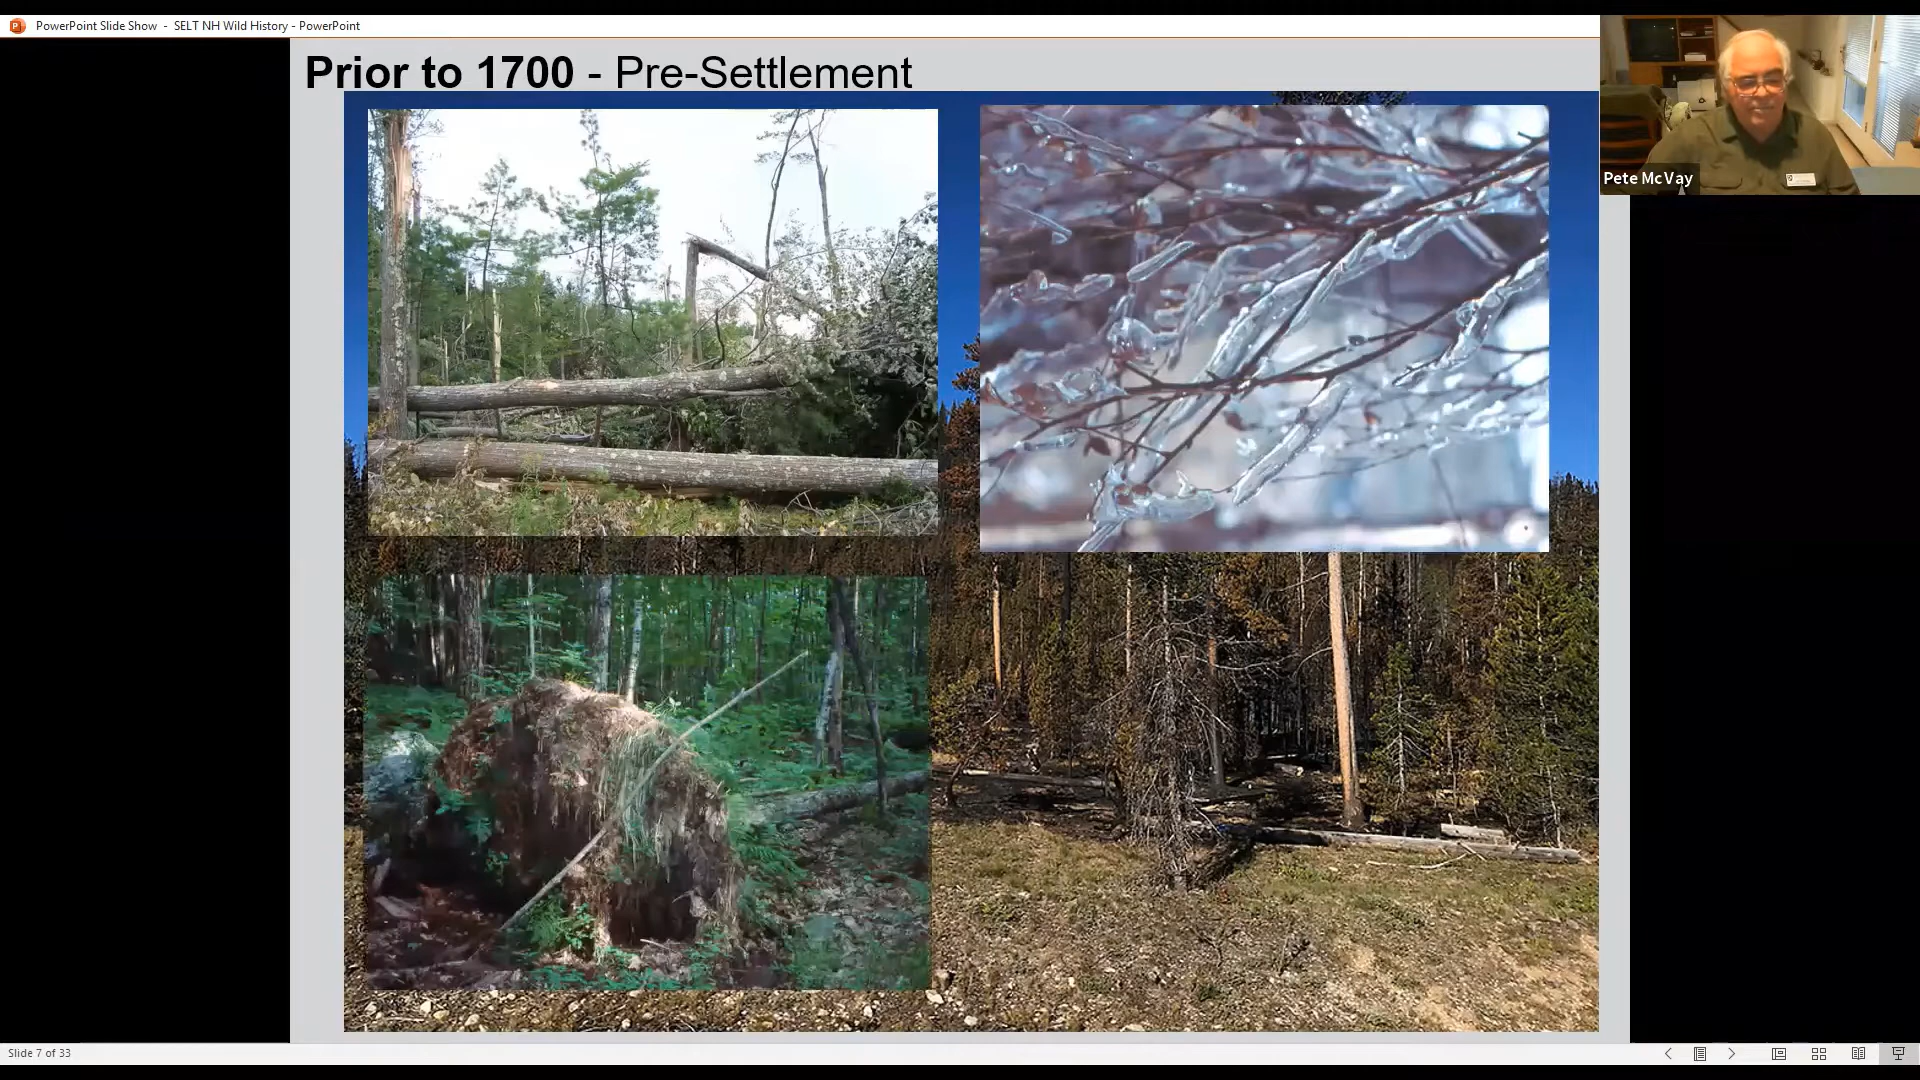 PowerPoint Slide Show - SELT NH Wild History - PowerPoint
Prior to 1700 - Pre-Settlement
Pete McVay
Slide 7 of 33